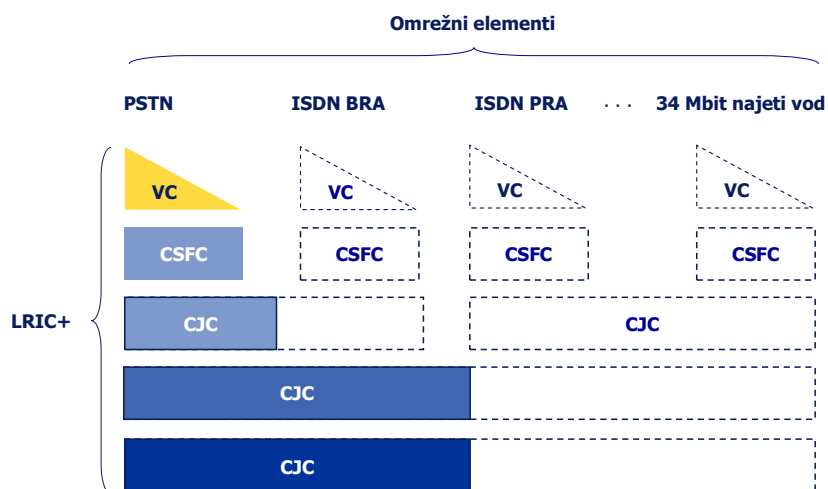 Omrežni elementi
PSTN ISDN BRA ISDN PRA . . . 34 Mbit najeti vod
VC VC VC VC
CSFC CSFC CSFC CSFC
LRIC+ CJC CJC
CJC
CJC